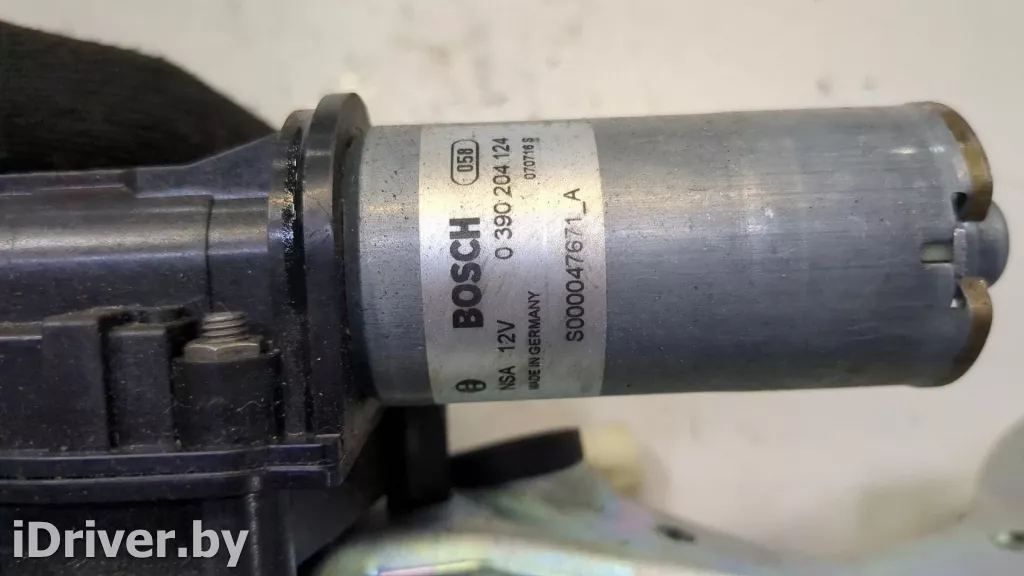 058
BOSCH
NSA 12V 0 390 204 124
MADE IN GERMANY 070716 S
S000047671_A
iDriver.by